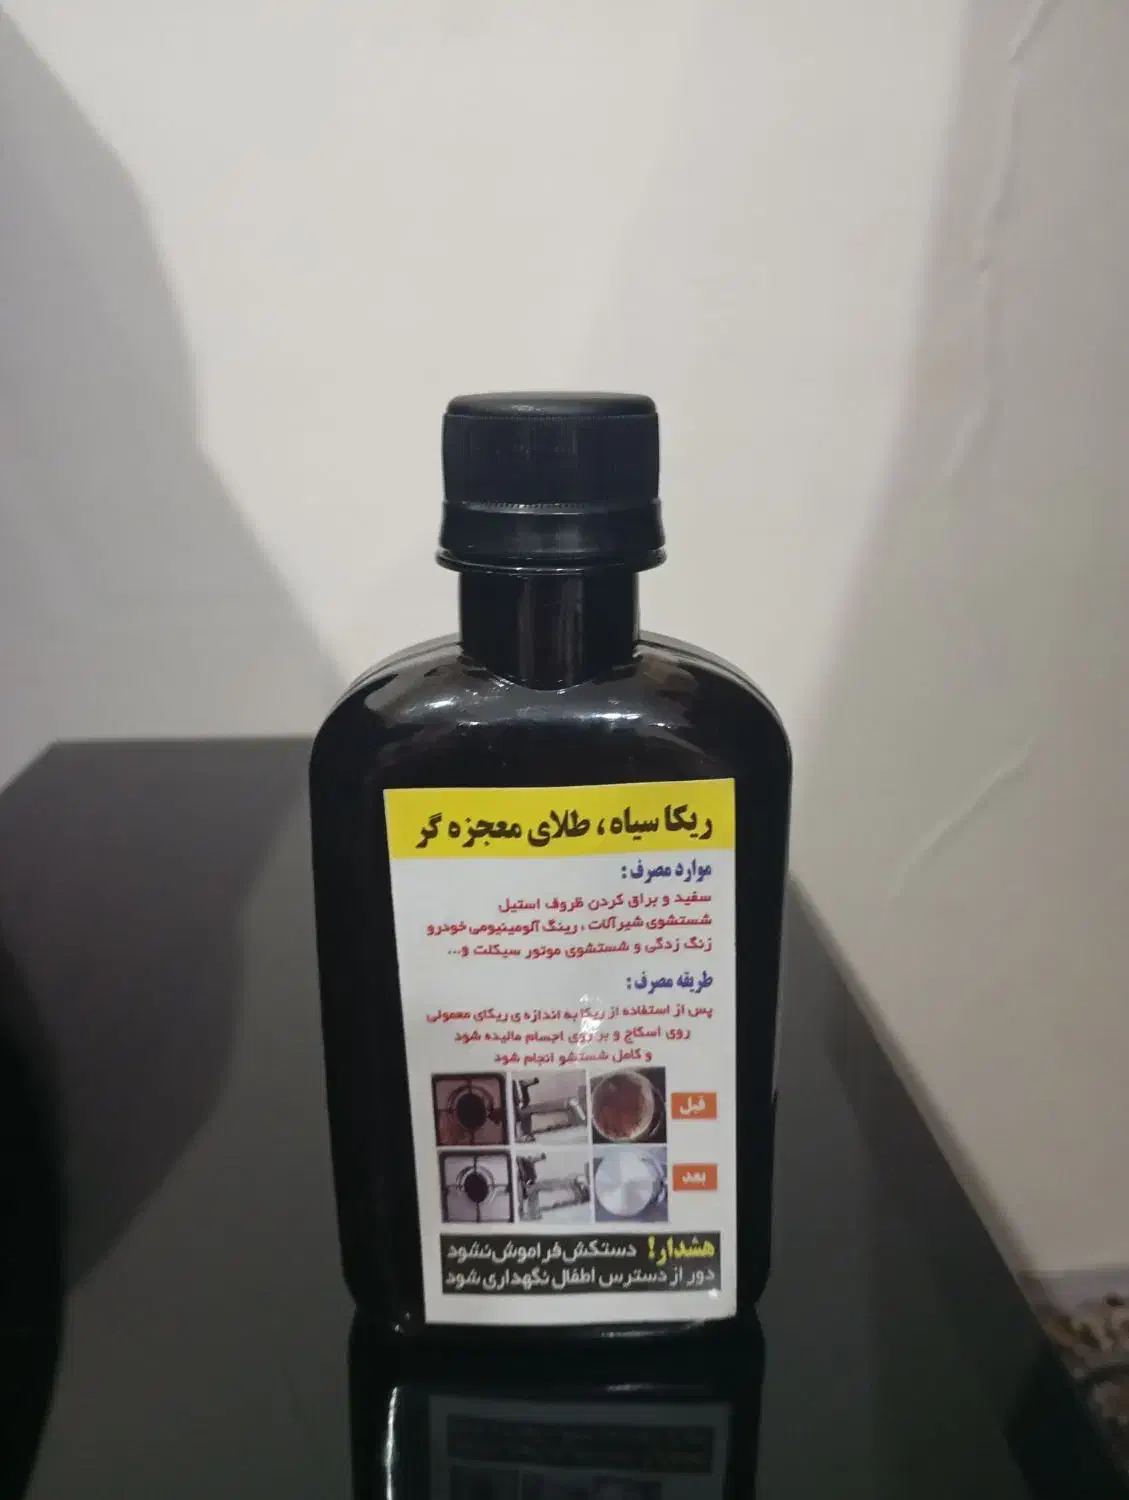 ریکا سیاه ، طلای معجزه گر
موارد مصرف :
سفید و براق کردن ظروف استیل
شستشوی شیرآلات ، رینگ آلومینیومی خودرو
زنگ زدگی و شستشوی موتور سیکلت و...
طریقه مصرف :
پس از استفاده از ریکا به اندازه ی ریکای معمولی
روی اسکاج و بر روی اجسام مالیده شود
و کامل شستشو انجام شود
قبل
بعد
هشدار! دستکش فراموش نشود
دور از دسترس اطفال نگهداری شود